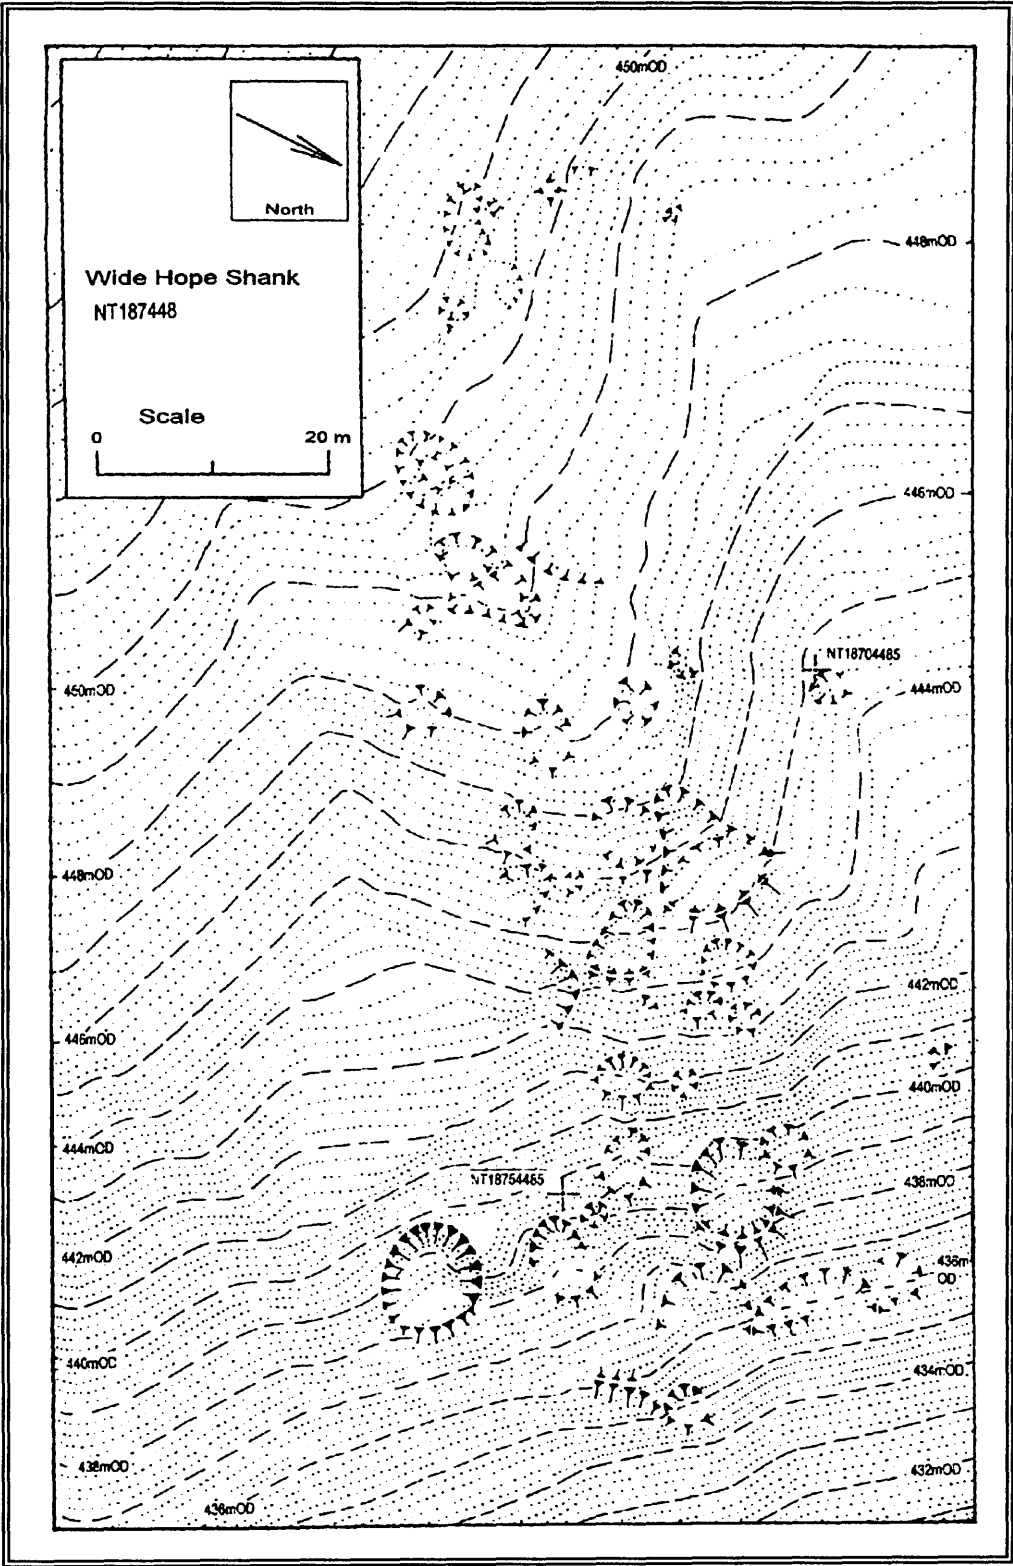 450mOD
North
448mOD
Wide Hope Shank
NT187448
Scale
0 20 m
446mOD
NT18704485
450mOD
444mOD
448mOD
442mOD
446mOD
440mOD
444mOD
NT18754485
438mOD
442mOD
436m
OD
440mOD
434mOD
438mOD
432mOD
436mOD